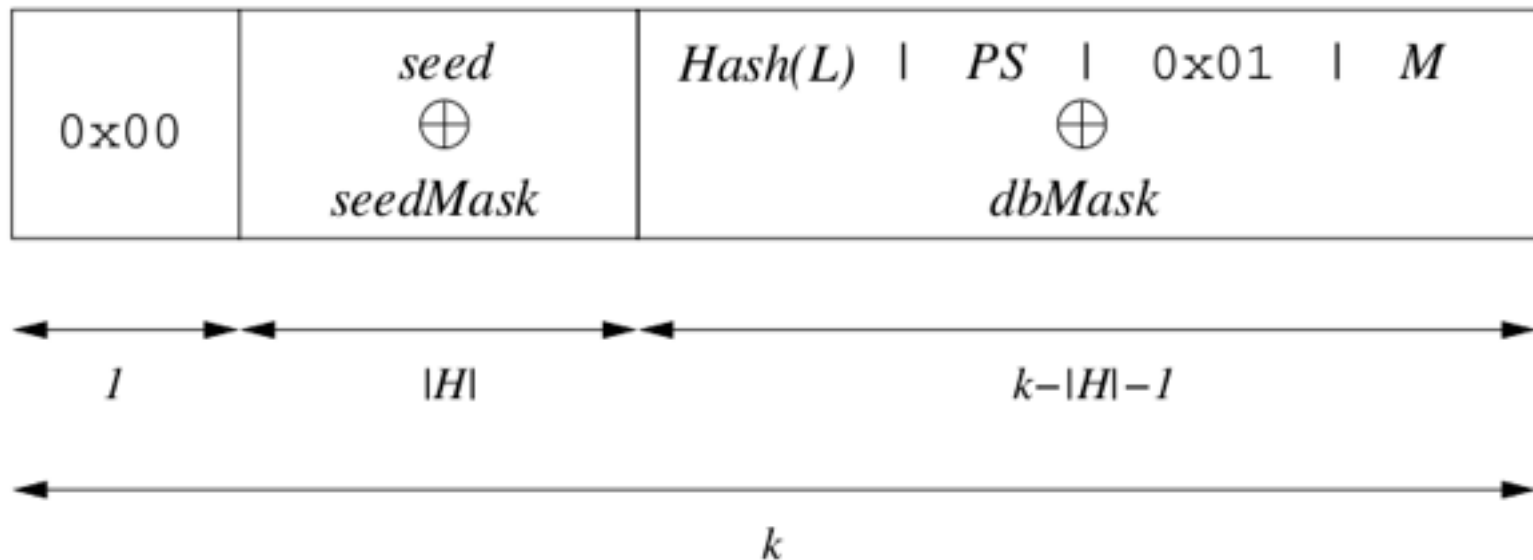 0x00
seed
⊕
seedMask
Hash(L) | PS | 0x01 | M
⊕
dbMask
1
|H|
k−|H|−1
k